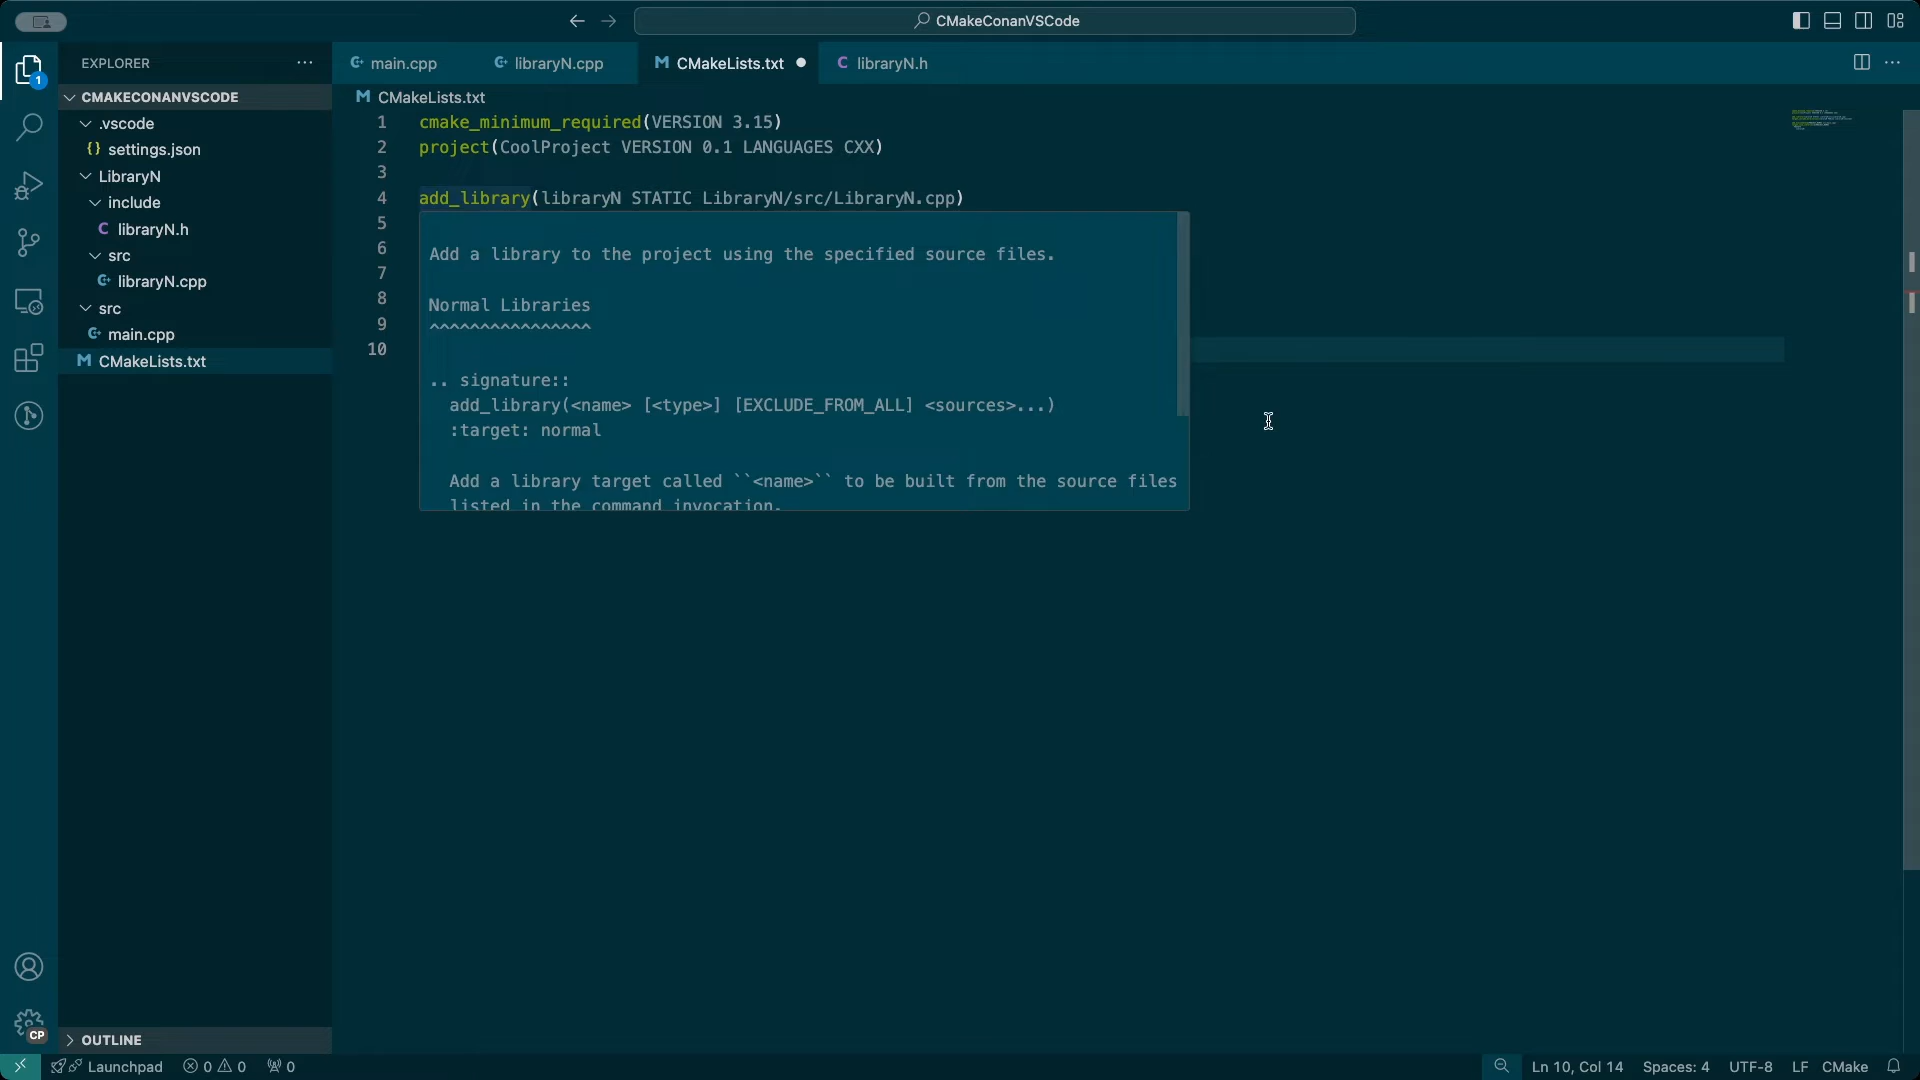 CMakeConanVSCode
1
EXPLORER
CMAKECONANVSCODE
.vscode
{} settings.json
LibraryN
include
C libraryN.h
src
libraryN.cpp
src
main.cpp
M CMakeLists.txt
OUTLINE
main.cpp
libraryN.cpp
M CMakeLists.txt
C libraryN.h
M CMakeLists.txt
1 cmake_minimum_required(VERSION 3.15)
2 project(CoolProject VERSION 0.1 LANGUAGES CXX)
3
4 add_library(libraryN STATIC LibraryN/src/LibraryN.cpp)
5
6 Add a library to the project using the specified source files.
7
8 Normal Libraries
9 ^^^^^^^^^^^^^^^^
10
.. signature::
add_library(<name> [<type>] [EXCLUDE_FROM_ALL] <sources>...)
:target: normal
Add a library target called ``<name>`` to be built from the source files
listed in the command invocation.
CP
Launchpad 0 0 0 Ln 10, Col 14 Spaces: 4 UTF-8 LF CMake